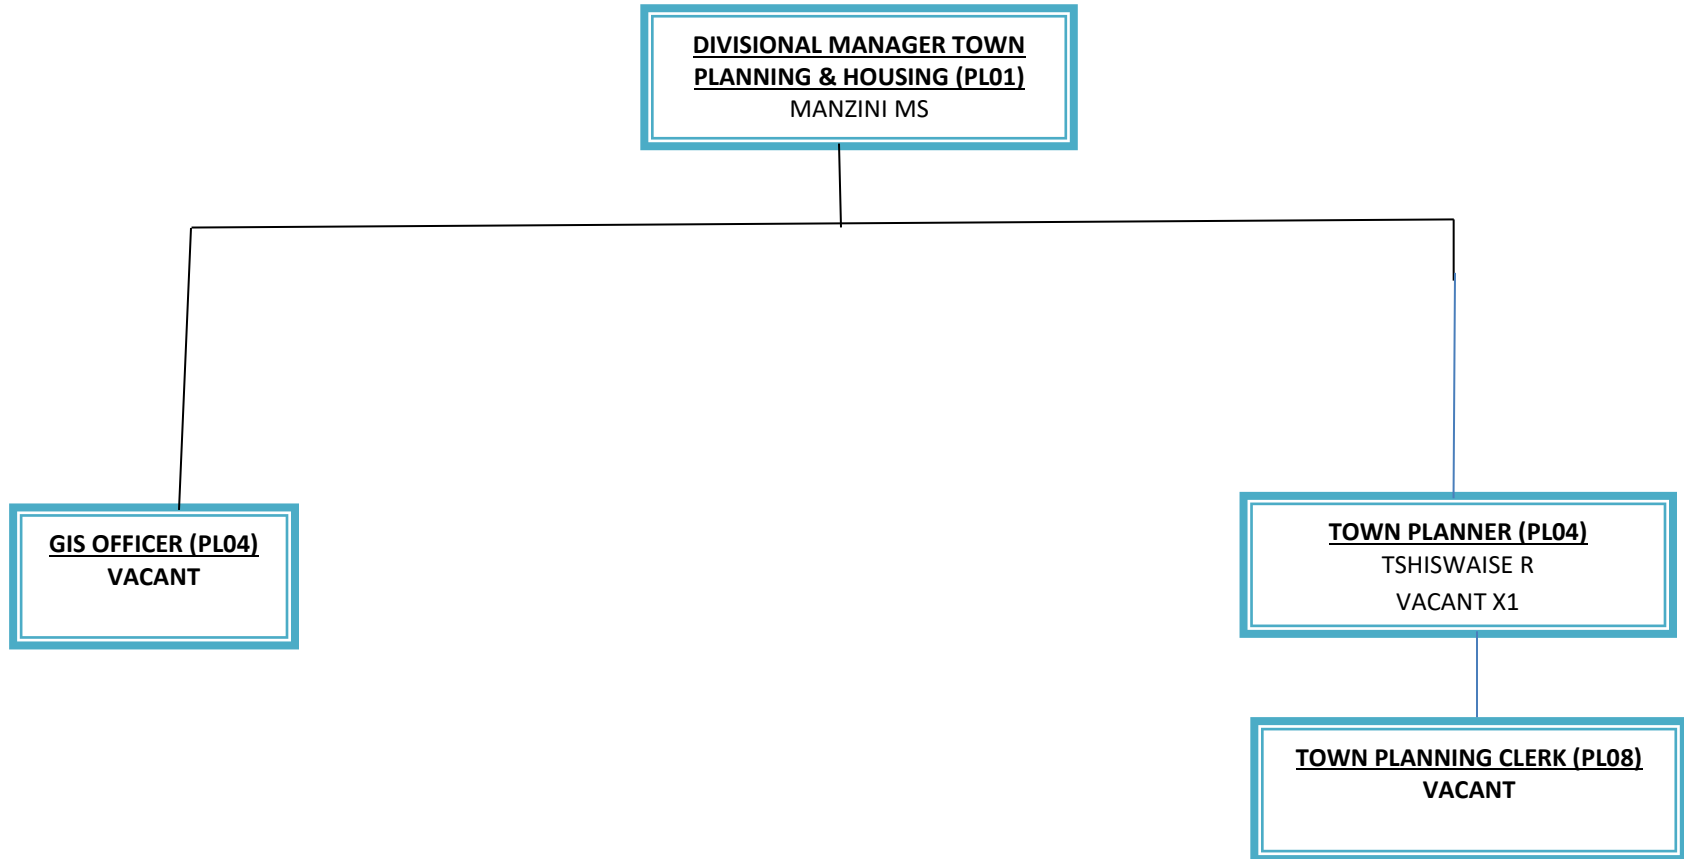 DIVISIONAL MANAGER TOWN
PLANNING & HOUSING (PL01)
MANZINI MS
GIS OFFICER (PL04)
VACANT
TOWN PLANNER (PL04)
TSHISWAISE R
VACANT X1
TOWN PLANNING CLERK (PL08)
VACANT